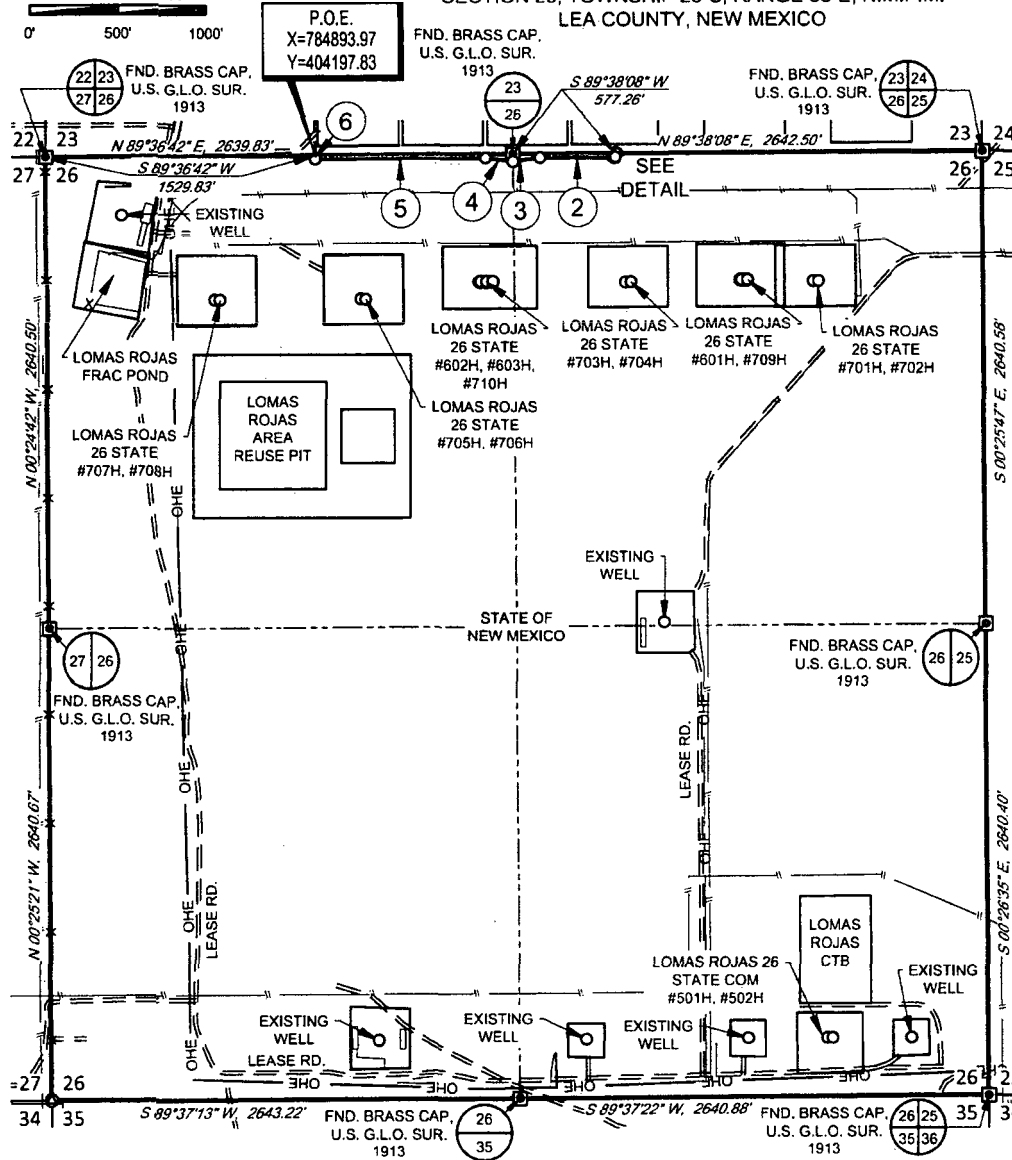 LEA COUNTY, NEW MEXICO
0' 500' 1000'
P.O.E.
X=784893.97
Y=404197.83
22 23
27 26
FND. BRASS CAP,
U.S. G.L.O. SUR.
1913
FND. BRASS CAP,
U.S. G.L.O. SUR.
1913
23
26
S 89°38'08" W
577.26'
FND. BRASS CAP,
U.S. G.L.O. SUR.
1913
23 24
26 25
22 23
27 26
N 89°36'42" E, 2639.83'
6
N 89°38'08" E, 2642.50'
23 24
26 25
S 89°36'42" W
1529.83'
5
4
3
2
SEE
DETAIL
EXISTING
WELL
LOMAS ROJAS
FRAC POND
LOMAS ROJAS
26 STATE
#707H, #708H
LOMAS ROJAS
26 STATE
#705H, #706H
LOMAS ROJAS
26 STATE
#602H, #603H,
#710H
LOMAS ROJAS
26 STATE
#703H, #704H
LOMAS ROJAS
26 STATE
#601H, #709H
LOMAS ROJAS
26 STATE
#701H, #702H
LOMAS
ROJAS
AREA
REUSE PIT
N 00°24'42" W, 2640.50'
S 00°25'47" E, 2640.58'
OHE
EXISTING
WELL
STATE OF
NEW MEXICO
OHE
27 26
FND. BRASS CAP,
U.S. G.L.O. SUR.
1913
FND. BRASS CAP,
U.S. G.L.O. SUR.
1913
26 25
OHE
OHE
LEASE RD.
OHE
OHE
N 00°25'21" W, 2640.67'
S 00°26'35" E, 2640.40'
OHE
LEASE RD.
LOMAS
ROJAS
CTB
LOMAS ROJAS 26
STATE COM
#501H, #502H
EXISTING
WELL
EXISTING
WELL
EXISTING
WELL
EXISTING
WELL
OHE
LEASE RD.
OHE
OHE
OHE
OHE
27 26
34 35
26
35
S 89°37'13" W, 2643.22'
S 89°37'22" W, 2640.88'
FND. BRASS CAP,
U.S. G.L.O. SUR.
1913
26
35
FND. BRASS CAP,
U.S. G.L.O. SUR.
1913
26 25
35 36